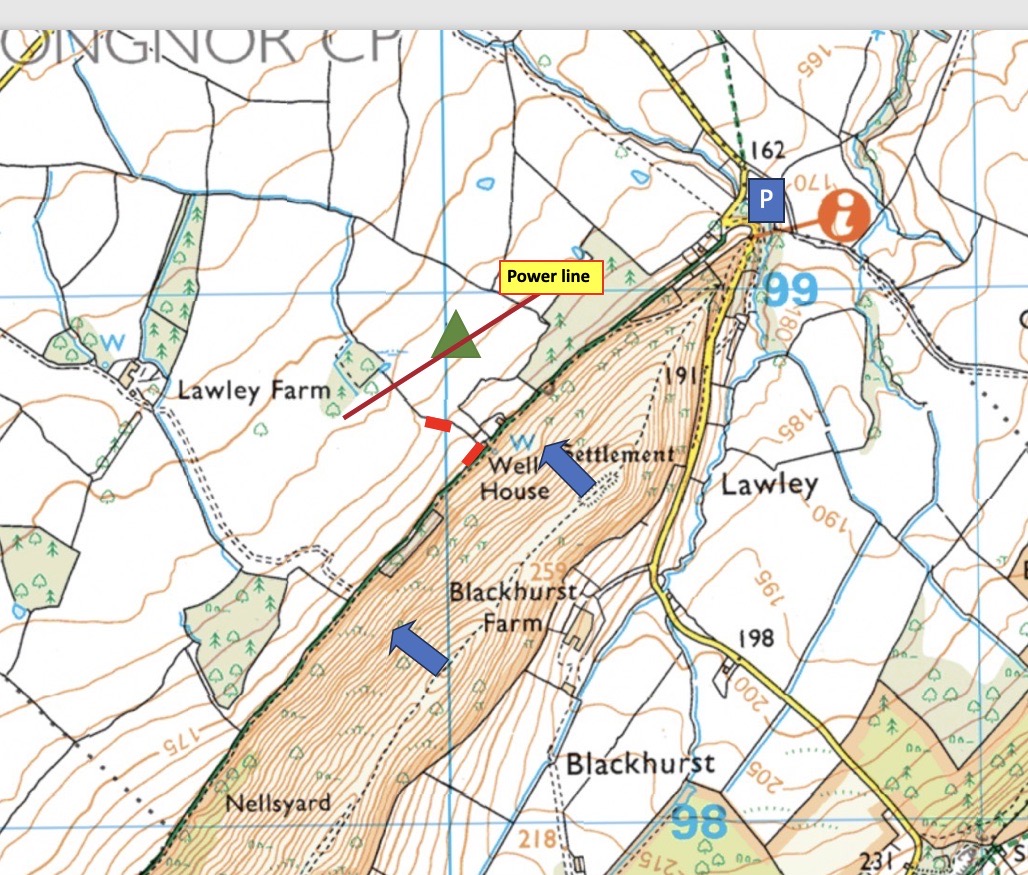 ONGNOR CP
165
162
P
170
i
Power line
99
180
W
Lawley Farm
191
185
W
Settlement
Well
House
Lawley
190
259
Blackhurst
Farm
195
198
200
175
Blackhurst
205
Nellsyard
98
218
215
231